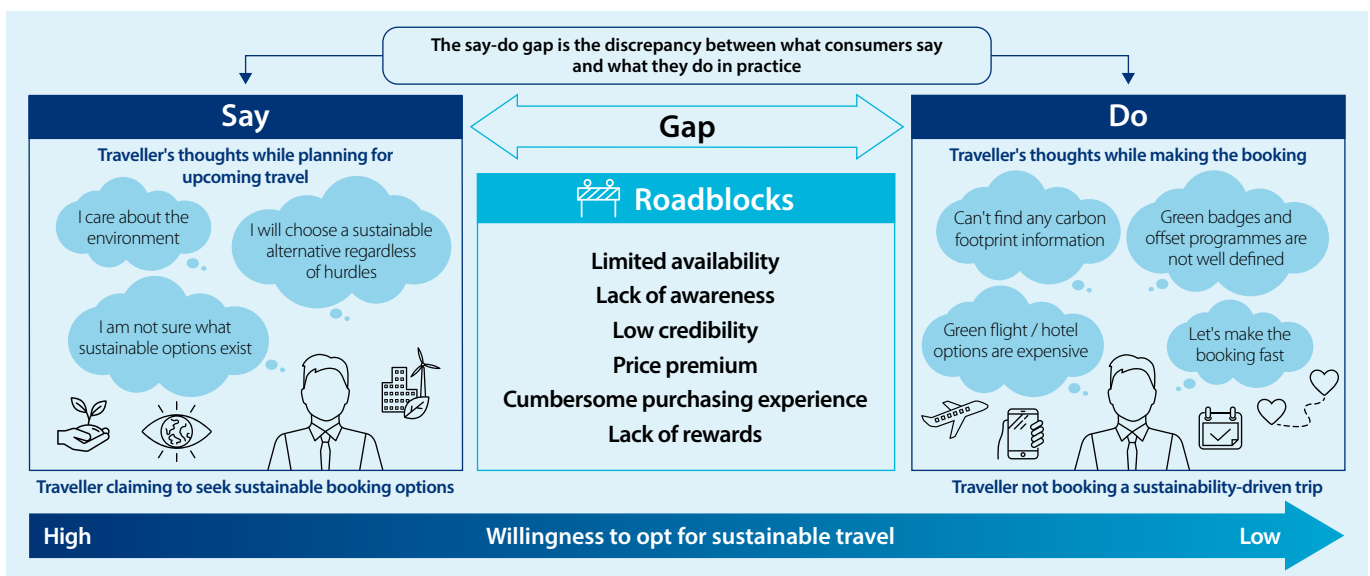 The say-do gap is the discrepancy between what consumers say
and what they do in practice
Say
Traveller's thoughts while planning for
upcoming travel
I care about the
environment
I will choose a sustainable
alternative regardless
of hurdles
I am not sure what
sustainable options exist
Traveller claiming to seek sustainable booking options
Gap
Roadblocks
Limited availability
Lack of awareness
Low credibility
Price premium
Cumbersome purchasing experience
Lack of rewards
Do
Traveller's thoughts while making the booking
Can't find any carbon
footprint information
Green badges and
offset programmes are
not well defined
Green flight / hotel
options are expensive
Let's make the
booking fast
Traveller not booking a sustainability-driven trip
High
Willingness to opt for sustainable travel
Low